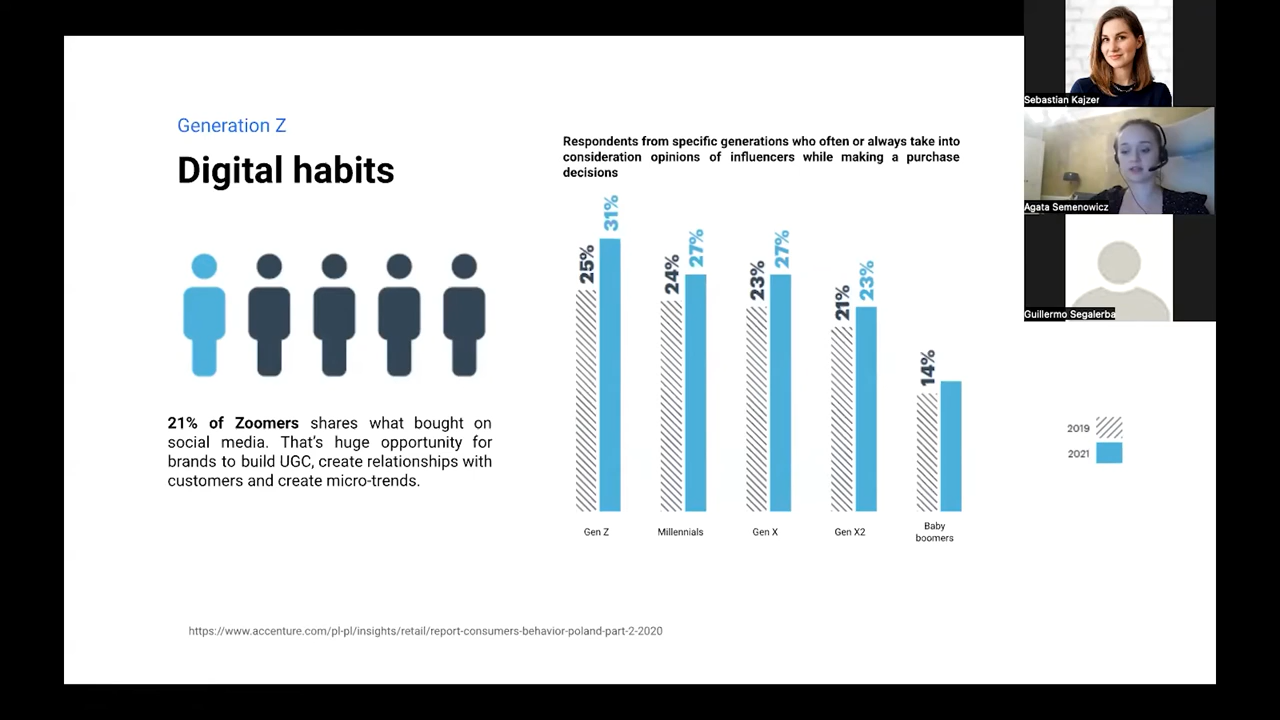 Generation Z
Digital habits
21% of Zoomers shares what bought on
social media. That's huge opportunity for
brands to build UGC, create relationships with
customers and create micro-trends.
Respondents from specific generations who often or always take into
consideration opinions of influencers while making a purchase
decisions
25% 31%
24% 27%
23% 27%
21% 23%
14%
Gen Z
Millennials
Gen X
Gen X2
Baby
boomers
2019
2021
https://www.accenture.com/pl-pl/insights/retail/report-consumers-behavior-poland-part-2-2020
Sebastian Kajzer
Agata Semenowicz
Guillermo Segalerba